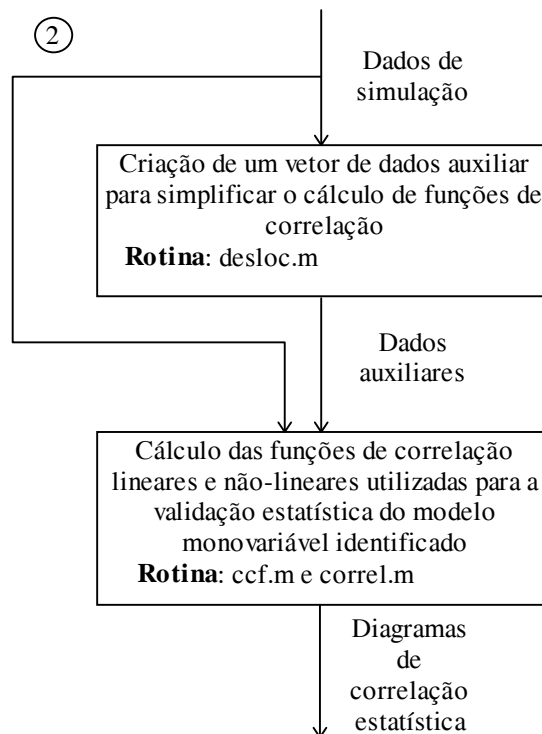 2
Dados de
simulação
Criação de um vetor de dados auxiliar
para simplificar o cálculo de funções de
correlação
Rotina: desloc.m
Dados
auxiliares
Cálculo das funções de correlação
lineares e não-lineares utilizadas para a
validação estatística do modelo
monovariável identificado
Rotina: ccf.m e correl.m
Diagramas
de
correlação
estatística